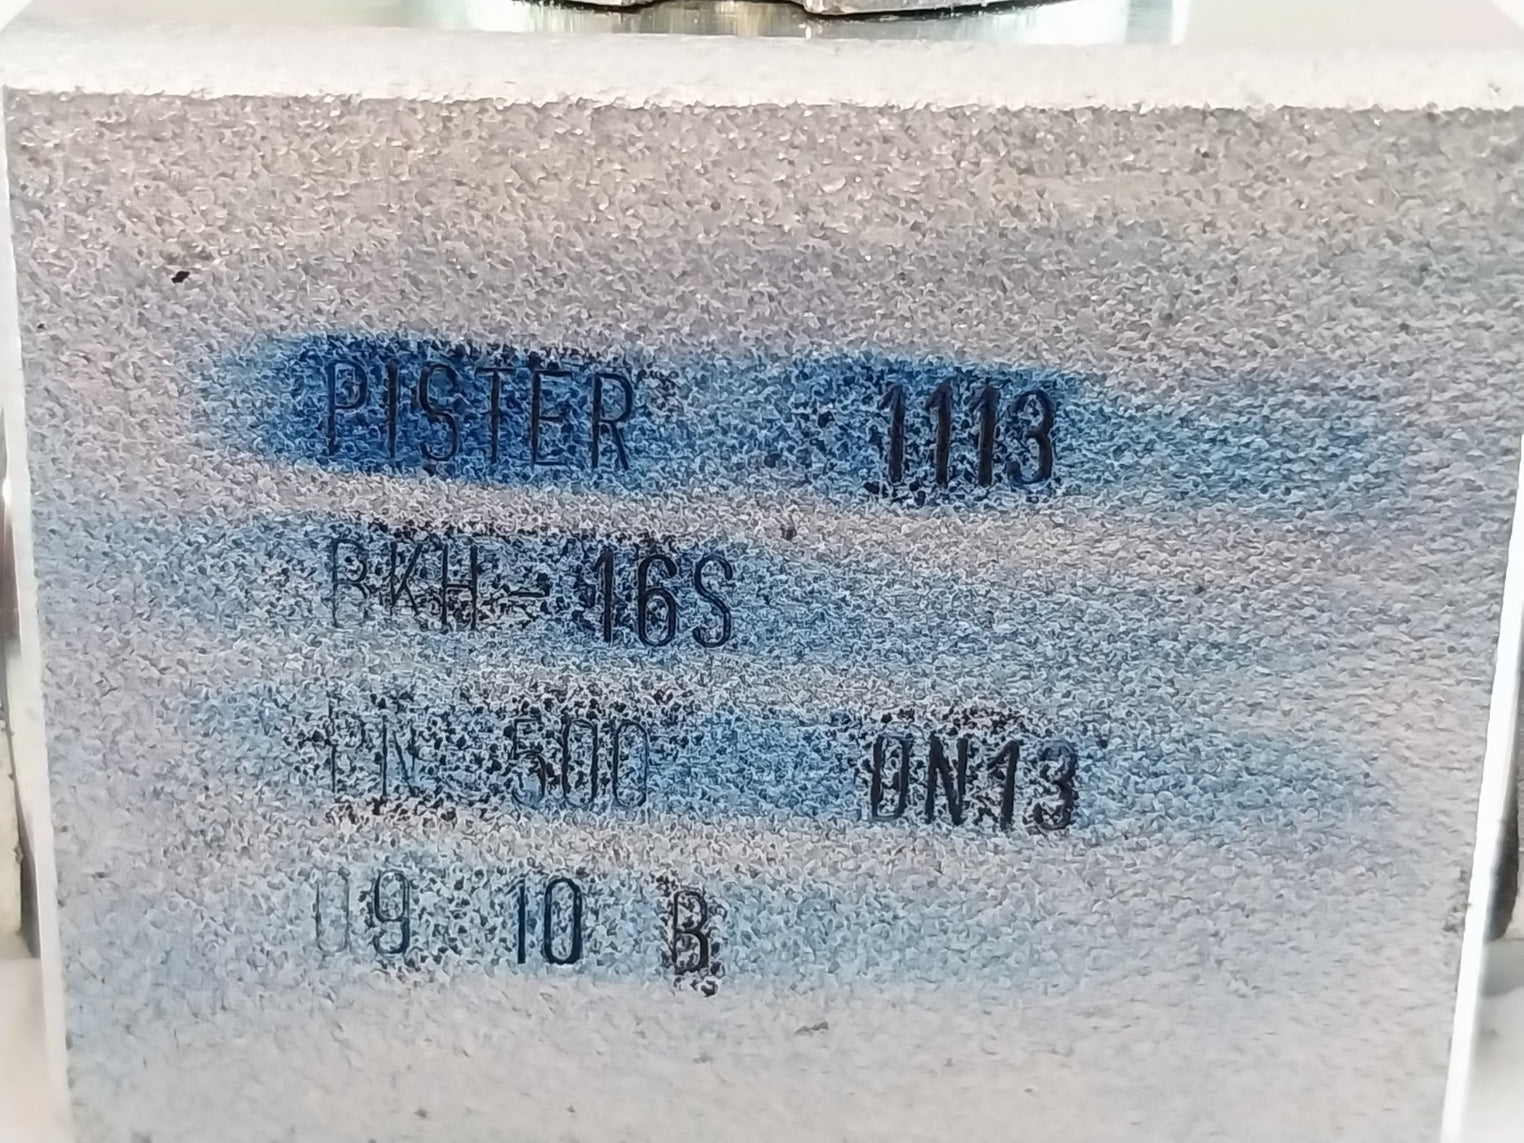 PISTER 1113
BKH-16S
PN 500 DN13
09 10 B